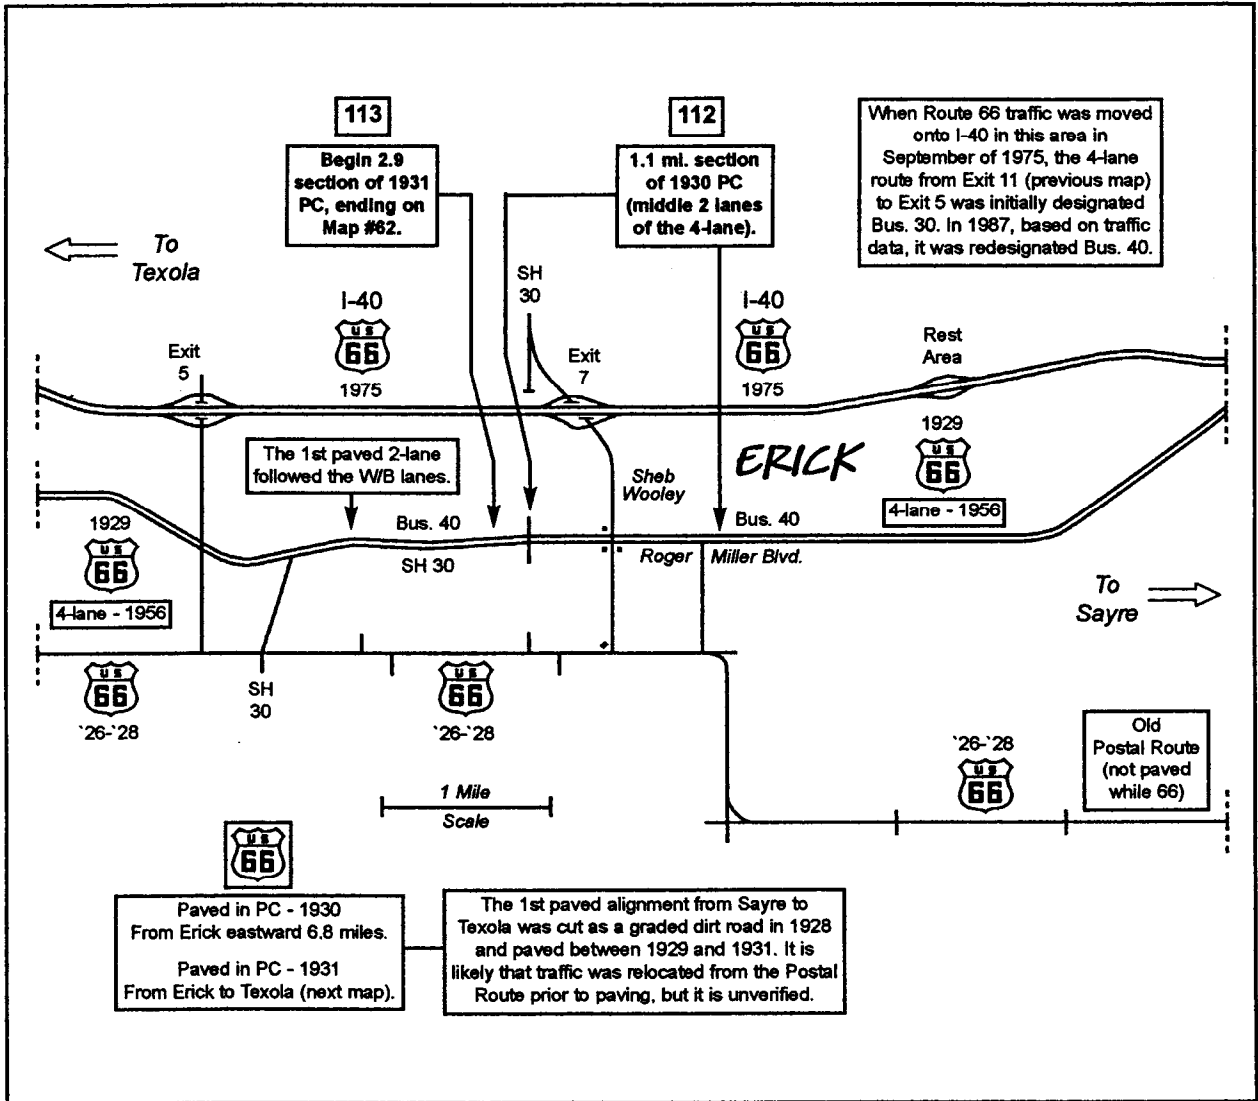 113
112
Begin 2.9
section of 1931
PC, ending on
Map #62.
1.1 mi. section
of 1930 PC
(middle 2 lanes
of the 4-lane).
When Route 66 traffic was moved
onto I-40 in this area in
September of 1975, the 4-lane
route from Exit 11 (previous map)
to Exit 5 was initially designated
Bus. 30. In 1987, based on traffic
data, it was redesignated Bus. 40.
To
Texola
SH
30
I-40
US
66
1975
I-40
US
66
1975
Exit
5
Exit
7
Rest
Area
The 1st paved 2-lane
followed the W/B lanes.
Sheb
Wooley
ERICK
1929
US
66
4-lane - 1956
1929
US
66
4-lane - 1956
Bus. 40
SH 30
Bus. 40
Roger Miller Blvd.
To
Sayre
US
66
'26-'28
SH
30
US
66
'26-'28
1 Mile
Scale
'26-'28
US
66
Old
Postal Route
(not paved
while 66)
US
66
Paved in PC - 1930
From Erick eastward 6.8 miles.
Paved in PC - 1931
From Erick to Texola (next map).
The 1st paved alignment from Sayre to
Texola was cut as a graded dirt road in 1928
and paved between 1929 and 1931. It is
likely that traffic was relocated from the Postal
Route prior to paving, but it is unverified.